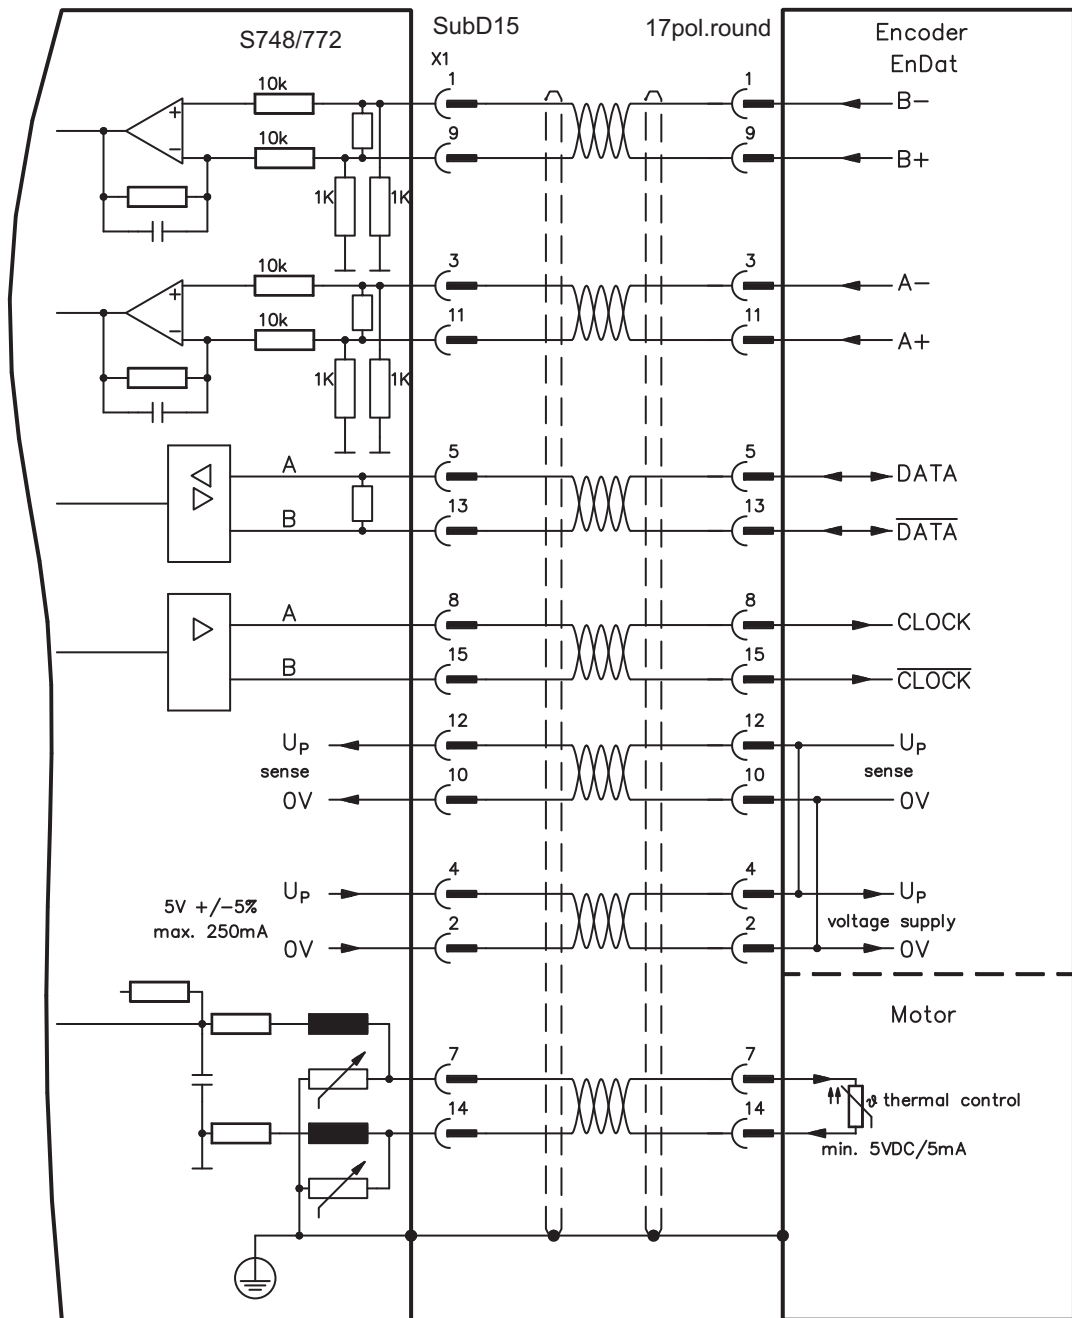 S748/772
SubD15
17pol.round
Encoder
EnDat
X1
10k
1
1
B-
+
10k
9
9
B+
-
1K
1K
10k
3
3
A-
+
10k
11
11
A+
-
1K
1K
A
5
5
DATA
B
13
13
DATA
A
8
8
CLOCK
B
15
15
CLOCK
UP
12
12
UP
sense
sense
0V
10
10
0V
5V +/-5%
max. 250mA
UP
4
4
UP
voltage supply
0V
2
2
0V
Motor
7
7
ϑ thermal control
14
14
min. 5VDC/5mA